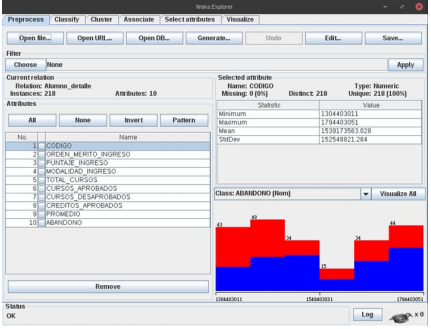 Weka Explorer
Preprocess Classify Cluster Associate Select attributes Visualize
Open file... Open URL... Open DB... Generate... Undo Edit... Save...
Filter
Choose None Apply
Current relation
Relation: Alumno_detalle
Instances: 218 Attributes: 10
Attributes
All None Invert Pattern
No. Name
1 CODIGO
2 ORDEN_MERITO_INGRESO
3 PUNTAJE_INGRESO
4 MODALIDAD_INGRESO
5 TOTAL_CURSOS
6 CURSOS_APROBADOS
7 CURSOS_DESAPROBADOS
8 CREDITOS_APROBADOS
9 PROMEDIO
10 ABANDONO
Remove
Selected attribute
Name: CODIGO Type: Numeric
Missing: 0 (0%) Distinct: 218 Unique: 218 (100%)
Statistic Value
Minimum 1304403011
Maximum 1794403051
Mean 1539173583.028
StdDev 152548821.284
Class: ABANDONO (Nom) Visualize All
43 48 34 15 34 44
1304403011 1549403031 1794403051
Status
OK
Log x 0